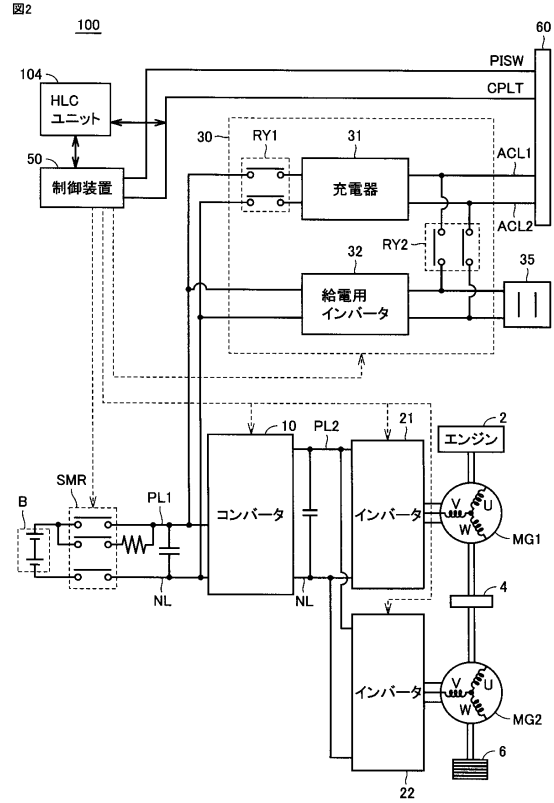 図2
100
60
PISW
104
HLC
ユニット
CPLT
50
制御装置
30
RY1
31
充電器
ACL1
ACL2
RY2
32
給電用
インバータ
35
10
PL2
21
2
エンジン
SMR
B
PL1
コンバータ
インバータ
V
U
W
MG1
NL
NL
4
インバータ
V
U
W
MG2
6
22